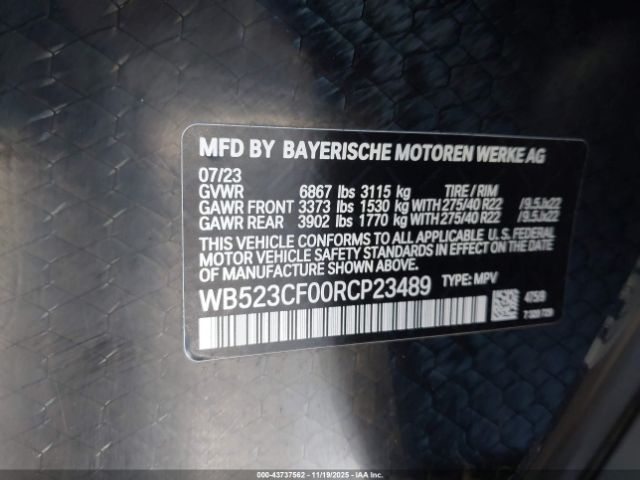 MFD BY BAYERISCHE MOTOREN WERKE AG
07/23
GVWR 6867 lbs 3115 kg TIRE / RIM
GAWR FRONT 3373 lbs 1530 kg WITH 275/40 R22 /9.5Jx22
GAWR REAR 3902 lbs 1770 kg WITH 275/40 R22 /9.5Jx22
THIS VEHICLE CONFORMS TO ALL APPLICABLE U. S. FEDERAL
MOTOR VEHICLE SAFETY STANDARDS IN EFFECT ON THE DATE
OF MANUFACTURE SHOWN ABOVE.
WB523CF00RCP23489 TYPE: MPV
000-43737562 - 11/19/2025 - COPART